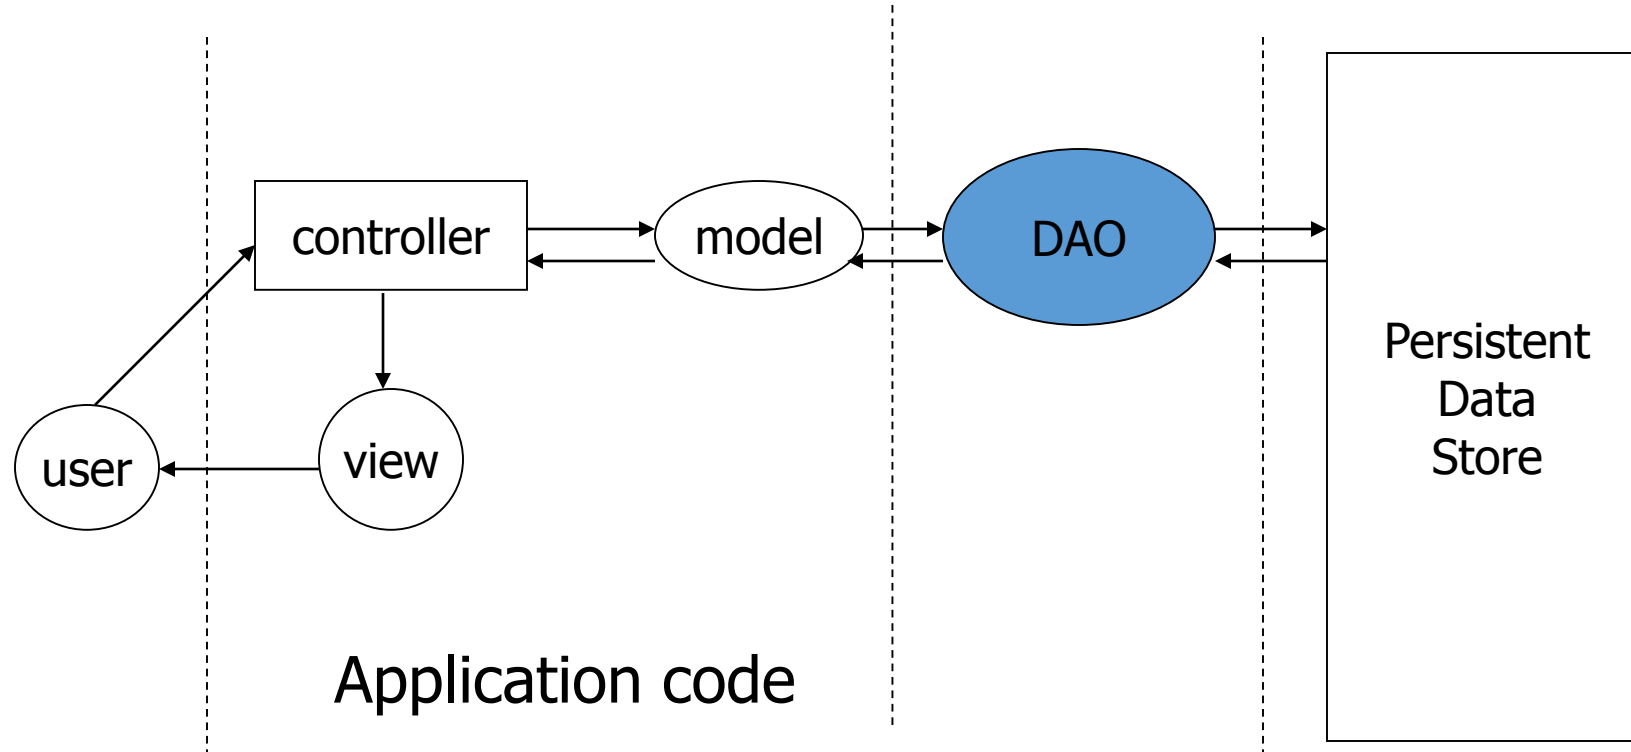 controller
model
DAO
user
view
Persistent
Data
Store
Application code